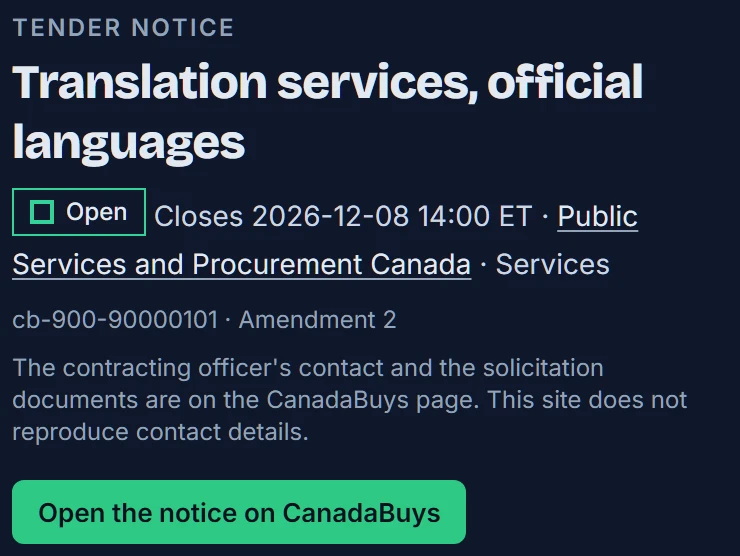 TENDER NOTICE
Translation services, official
languages
Open Closes 2026-12-08 14:00 ET · Public
Services and Procurement Canada · Services
cb-900-90000101 · Amendment 2
The contracting officer's contact and the solicitation
documents are on the CanadaBuys page. This site does not
reproduce contact details.
Open the notice on CanadaBuys